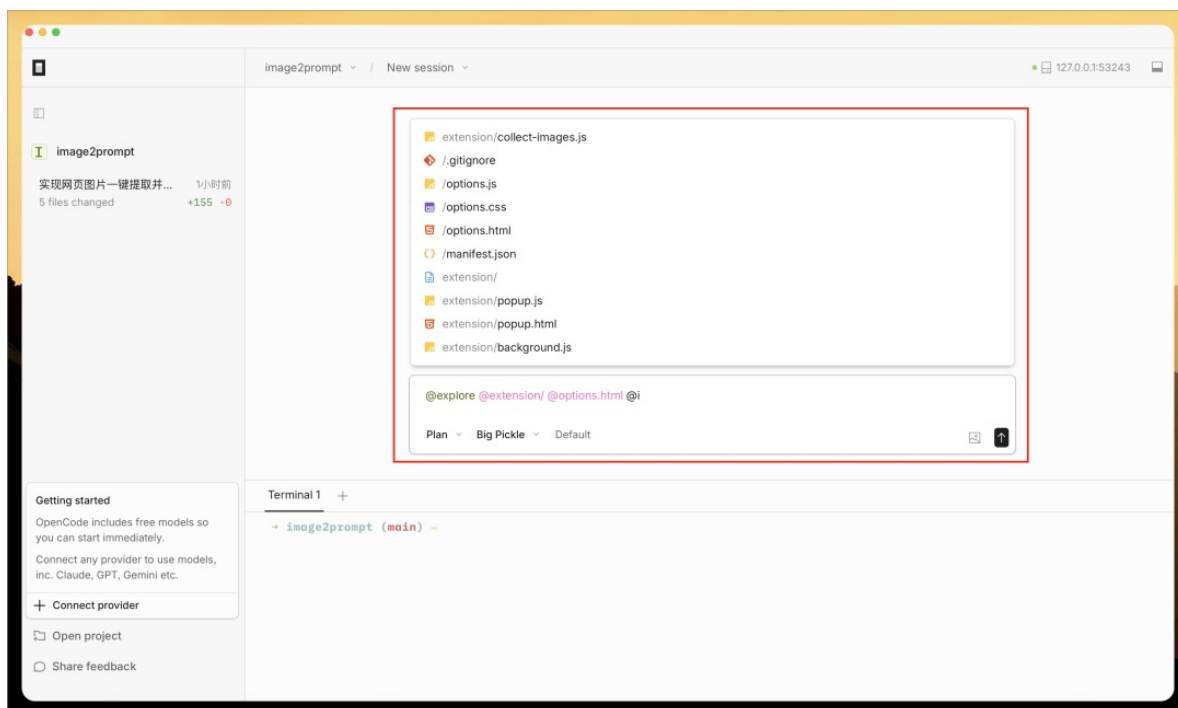 image2prompt / New session
127.0.0.1:53243
I image2prompt
实现网页图片一键提取并... 1小时前
5 files changed +155 -0
extension/collect-images.js
/.gitignore
/options.js
/options.css
/options.html
/manifest.json
extension/
extension/popup.js
extension/popup.html
extension/background.js
@explore @extension/ @options.html @i
Plan Big Pickle Default
Getting started
OpenCode includes free models so
you can start immediately.
Connect any provider to use models,
inc. Claude, GPT, Gemini etc.
+ Connect provider
Open project
Share feedback
Terminal 1 +
→ image2prompt (main)